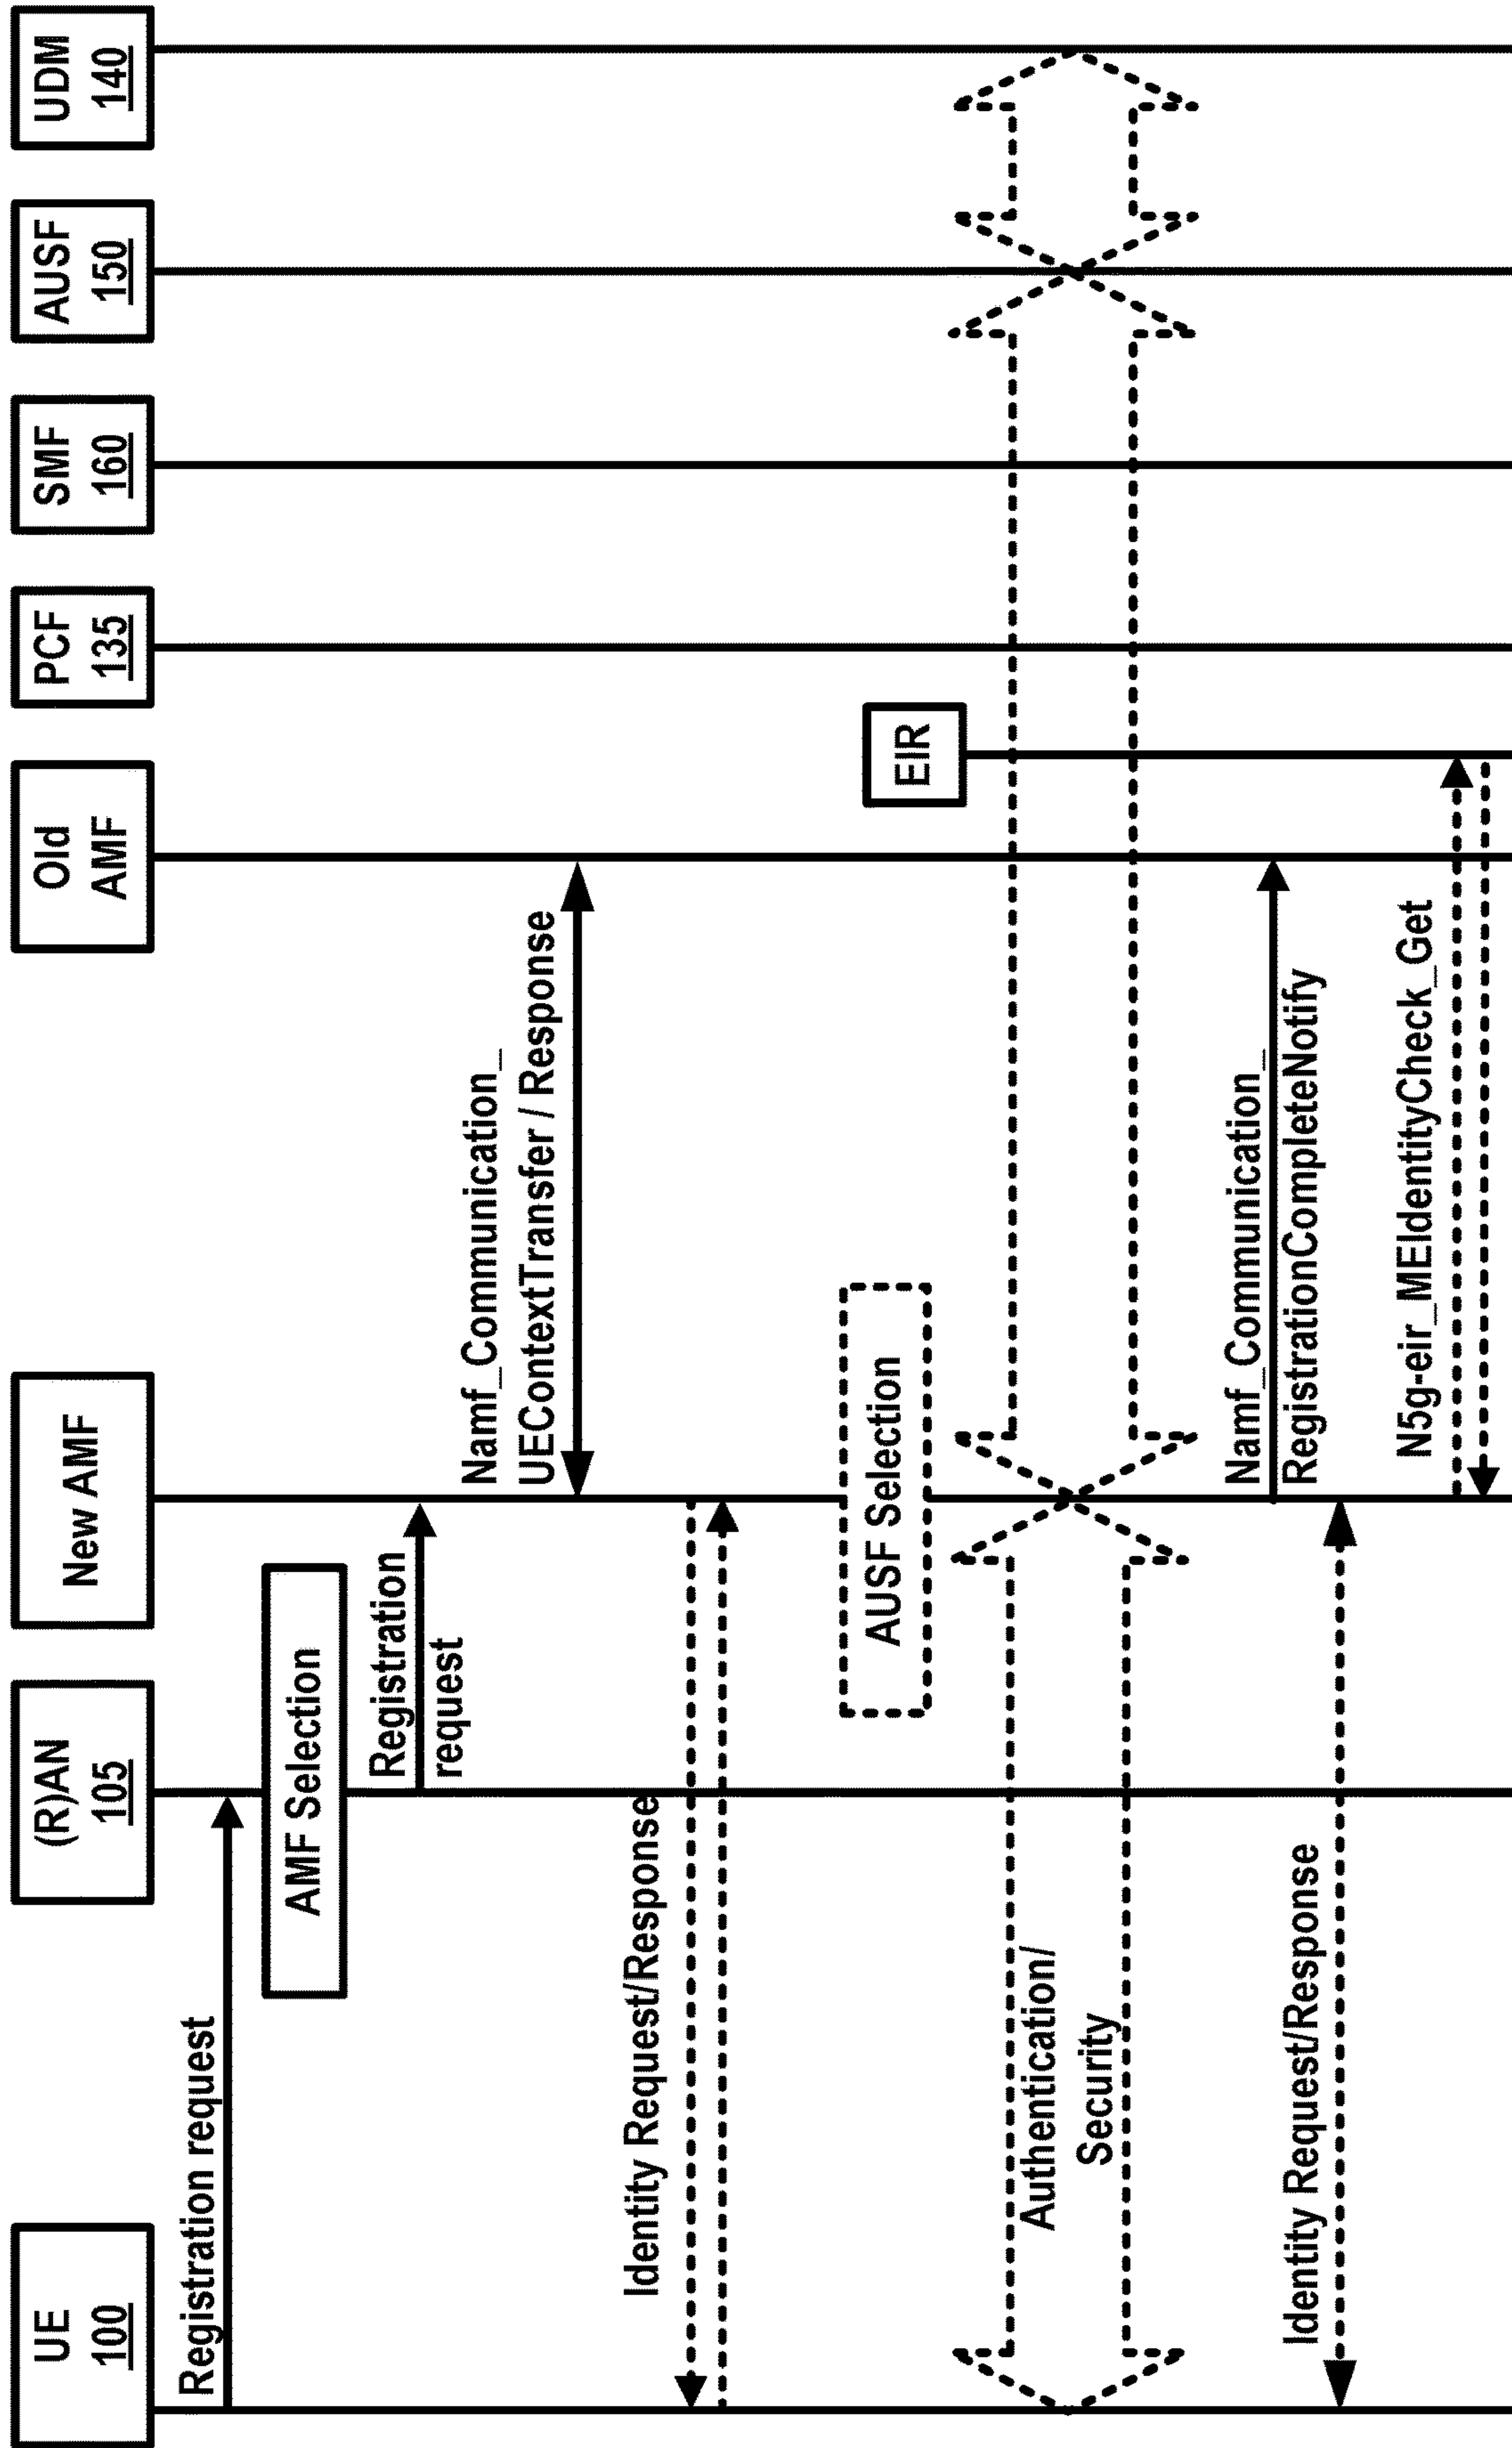 UE
100
(R)AN
105
New AMF
Old
AMF
PCF
135
SMF
160
AUSF
150
UDM
140
Registration request
AMF Selection
Registration
request
Namf_Communication_
UEContextTransfer / Response
Identity Request/Response
AUSF Selection
EIR
Authentication/
Security
Namf_Communication_
RegistrationCompleteNotify
Identity Request/Response
N5g-eir_MEIdentityCheck_Get